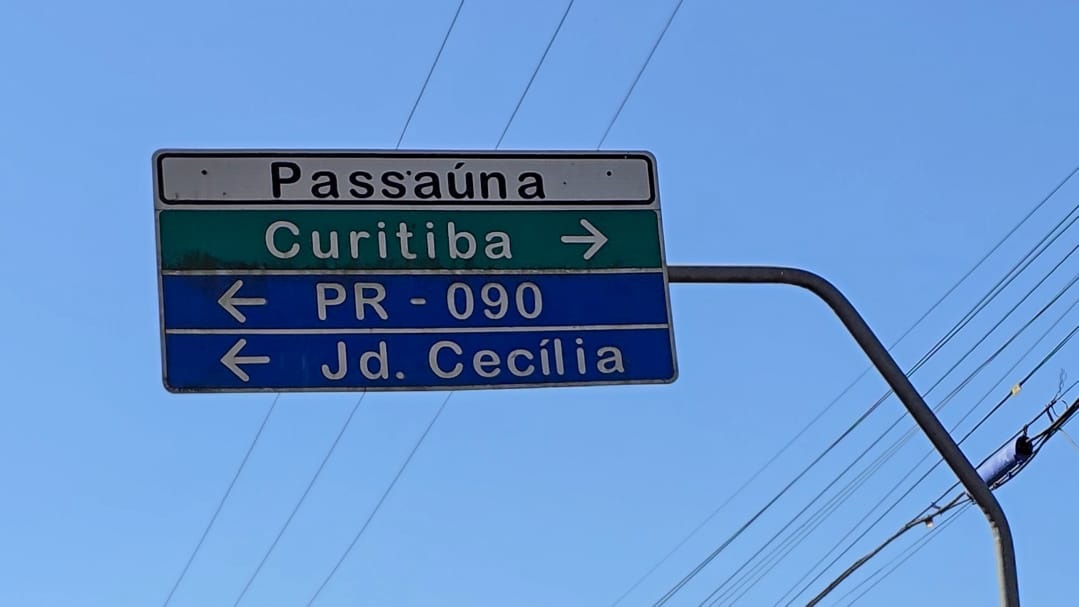 Passaúna
Curitiba →
← PR - 090
← Jd. Cecília